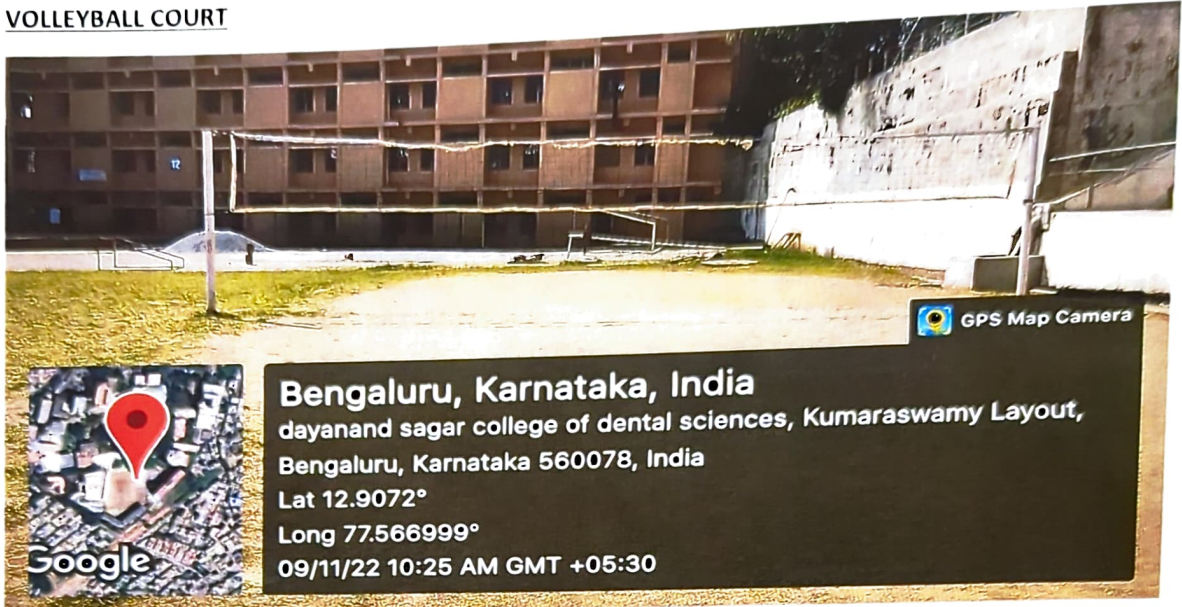 VOLLEYBALL COURT
12
GPS Map Camera
Bengaluru, Karnataka, India
dayanand sagar college of dental sciences, Kumaraswamy Layout,
Bengaluru, Karnataka 560078, India
Lat 12.9072°
Long 77.566999°
09/11/22 10:25 AM GMT +05:30
Google